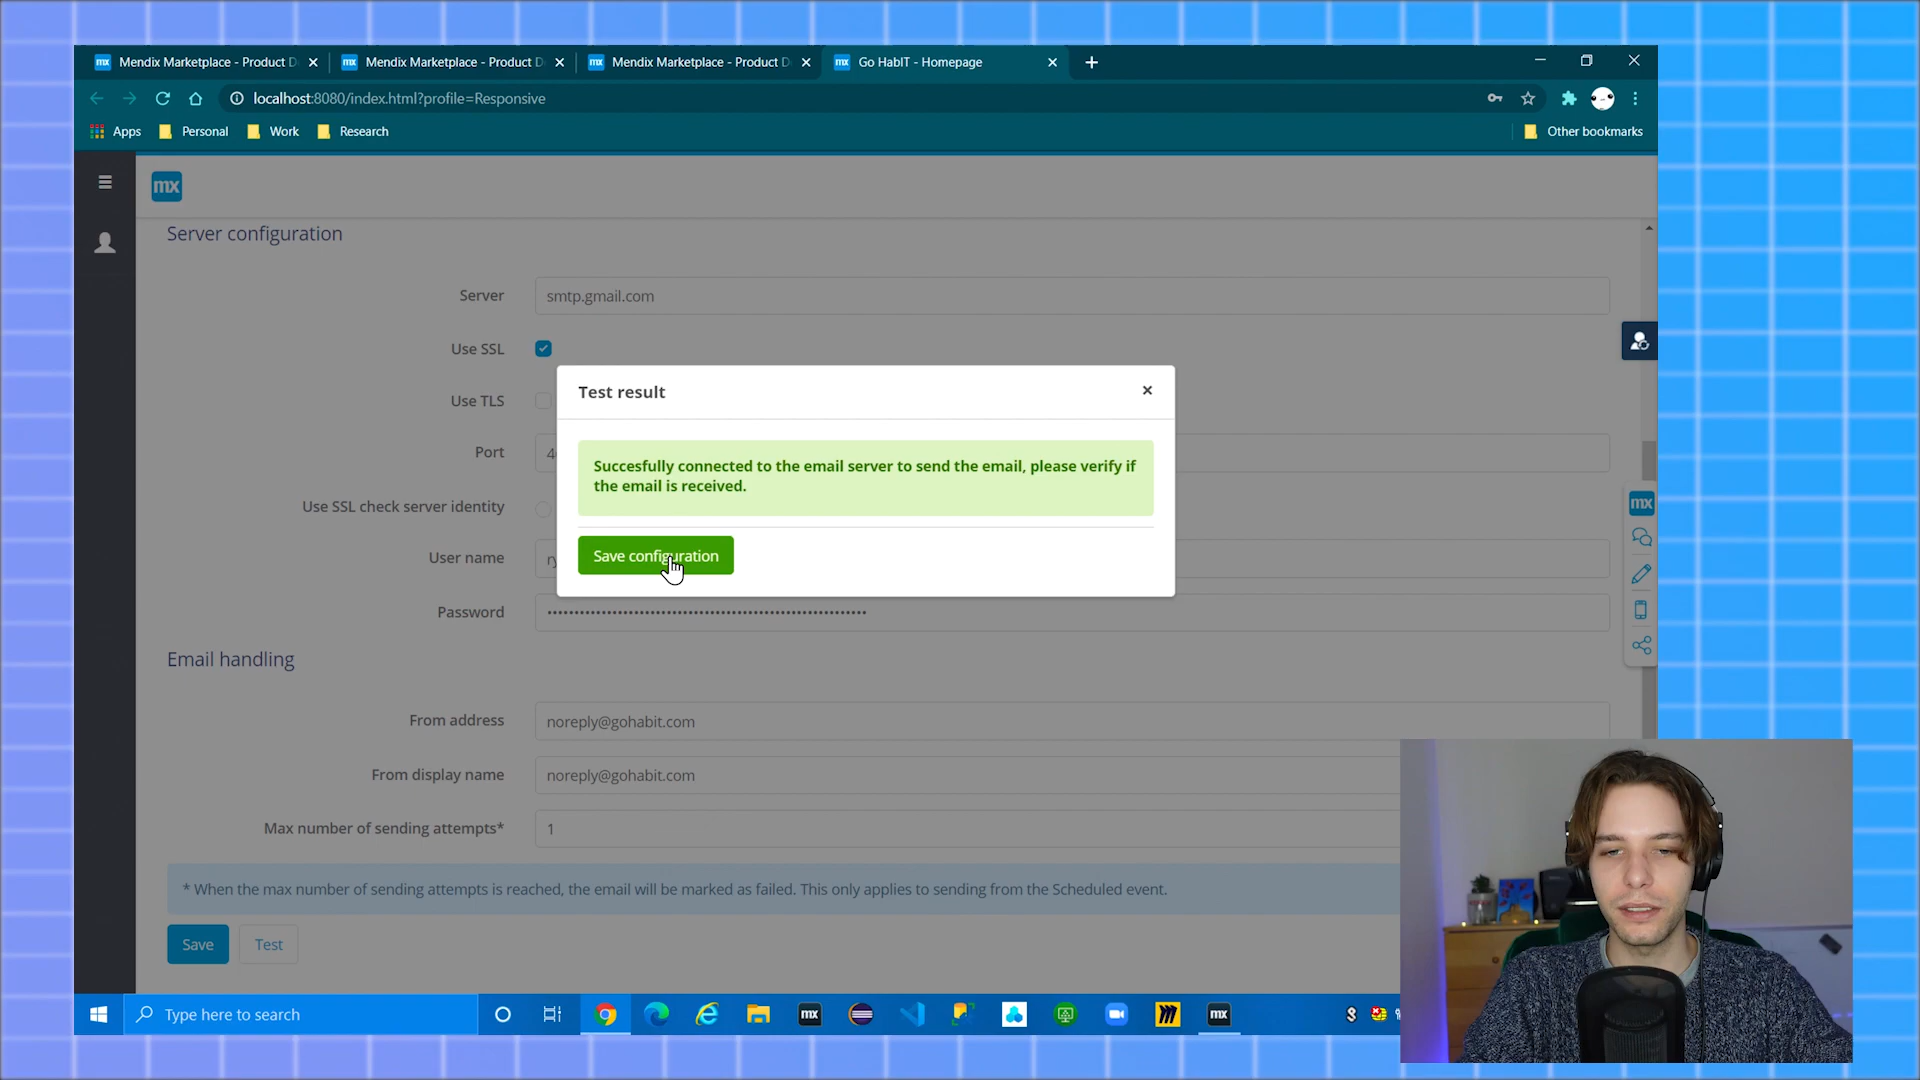 Mendix Marketplace - Product D
Mendix Marketplace - Product D
Mendix Marketplace - Product D
Go HabIT - Homepage
localhost:8080/index.html?profile=Responsive
Apps
Personal
Work
Research
Other bookmarks
mx
Server configuration
Server
smtp.gmail.com
Use SSL
Use TLS
Port
Use SSL check server identity
User name
Password
Test result
Succesfully connected to the email server to send the email, please verify if
the email is received.
Save configuration
Email handling
From address
noreply@gohabit.com
From display name
noreply@gohabit.com
Max number of sending attempts*
1
* When the max number of sending attempts is reached, the email will be marked as failed. This only applies to sending from the Scheduled event.
Save
Test
mx
Type here to search
mx
mx